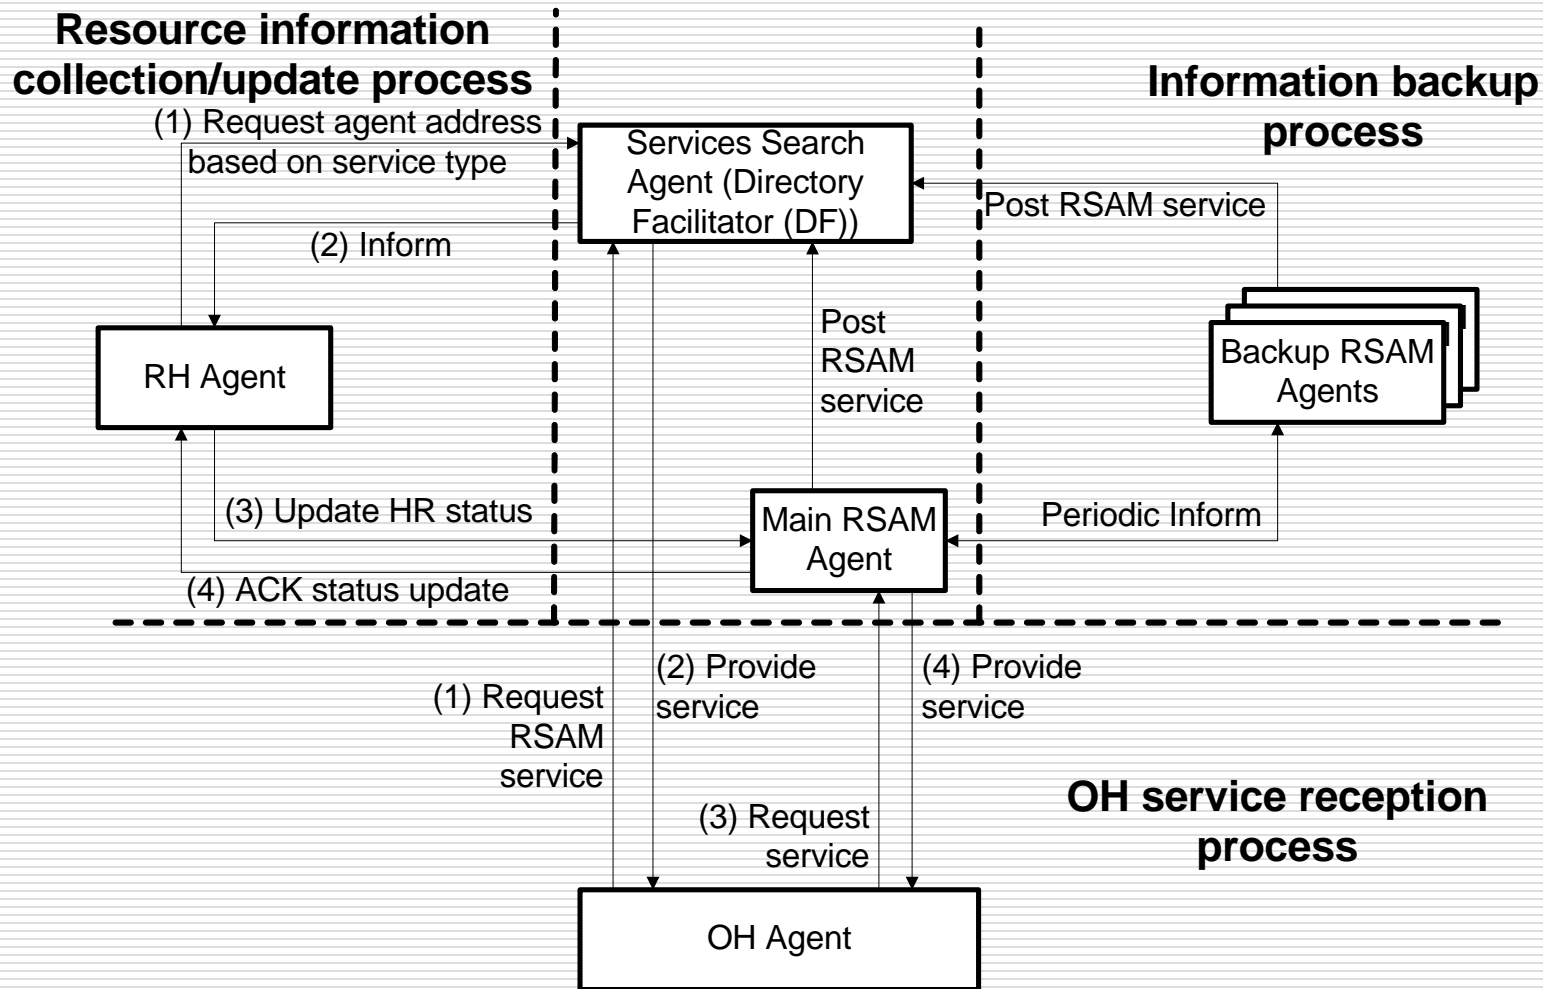 Resource information
collection/update process
Information backup
process
(1) Request agent address
based on service type
Services Search
Agent (Directory
Facilitator (DF))
Post RSAM service
(2) Inform
Post
RSAM
service
RH Agent
Backup RSAM
Agents
(3) Update HR status
Main RSAM
Agent
Periodic Inform
(4) ACK status update
(1) Request
RSAM
service
(2) Provide
service
(4) Provide
service
(3) Request
service
OH service reception
process
OH Agent